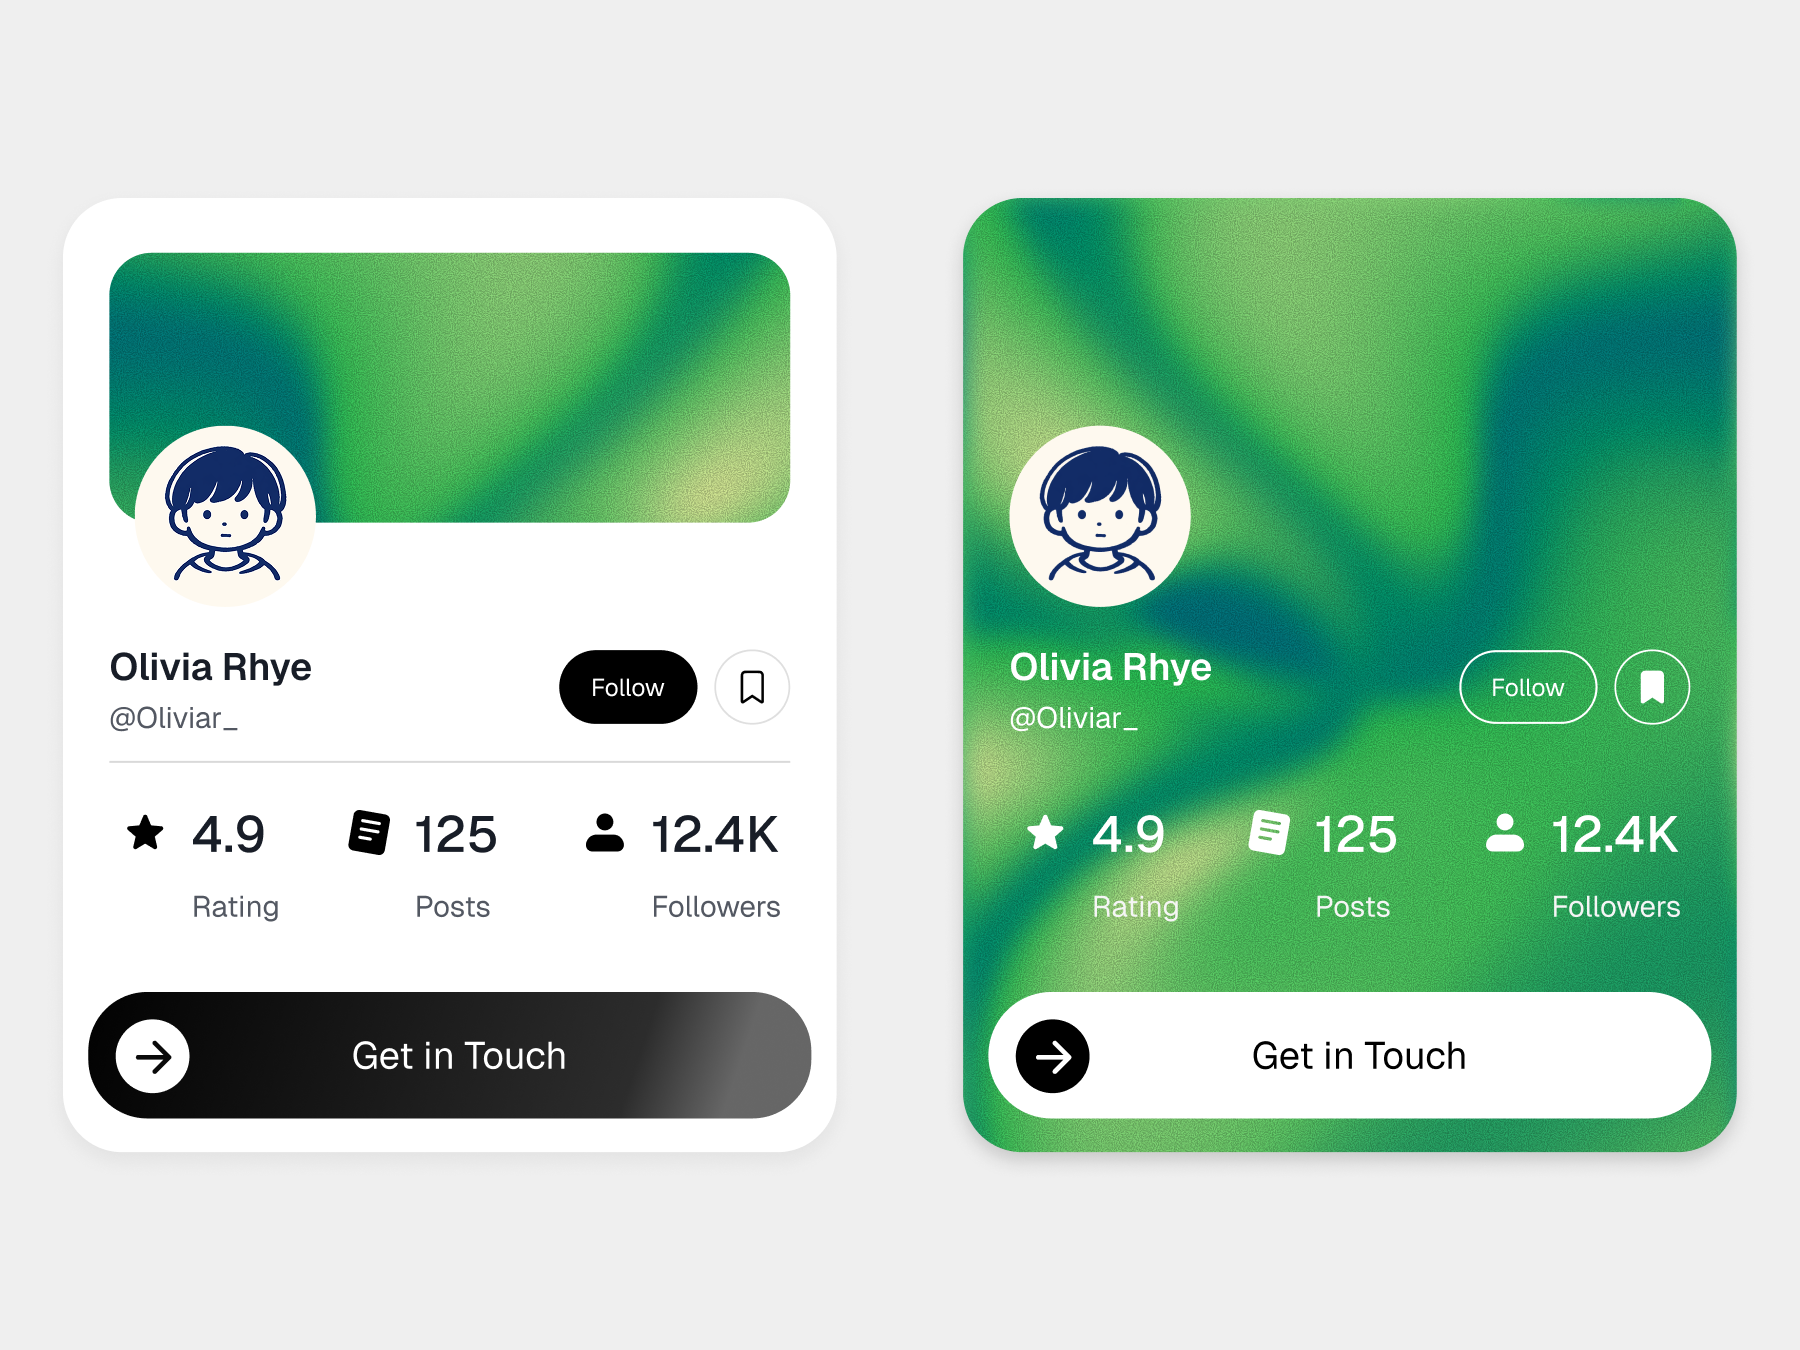 Olivia Rhye
@Oliviar_
Follow
4.9
125
12.4K
Rating
Posts
Followers
Get in Touch
Olivia Rhye
@Oliviar_
Follow
4.9
125
12.4K
Rating
Posts
Followers
Get in Touch